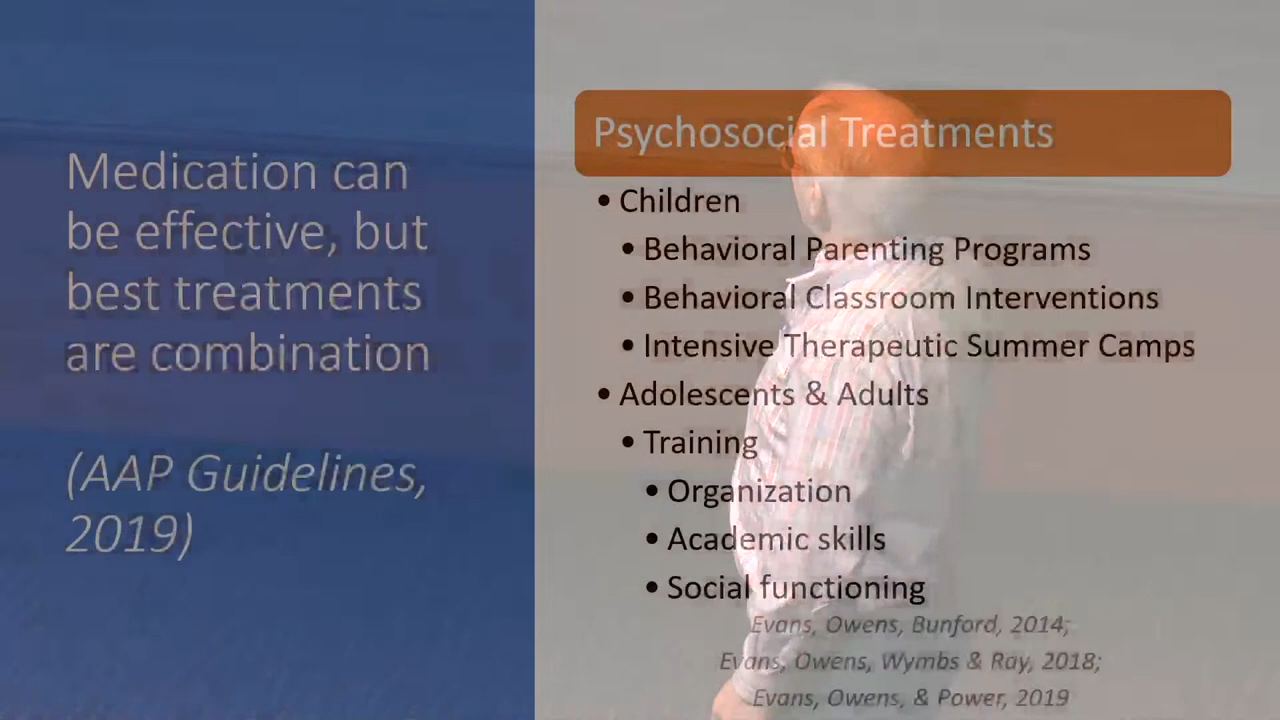 Medication can
be effective, but
best treatments
are combination
(AAP Guidelines,
2019)
Psychosocial Treatments
• Children
• Behavioral Parenting Programs
• Behavioral Classroom Interventions
• Intensive Therapeutic Summer Camps
• Adolescents & Adults
• Training
• Organization
• Academic skills
• Social functioning
Evans, Owens, Bunford, 2014;
Evans, Owens, Wymbs & Ray, 2018;
Evans, Owens, & Power, 2019